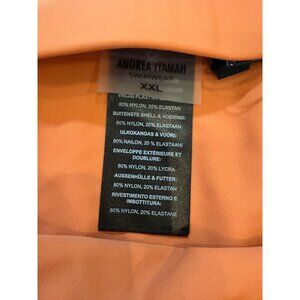 ANDREA IYAMAH
SWIMWEAR
XXL
80% NYLON, 20% ELASTAN
BUITENSTE SHELL & VOERING:
80% NYLON, 20% ELASTAAN
ULKOKANGAS & VUORI:
80% NAILON, 20% ELASTAAN
ENVELOPPE EXTÉRIEURE ET
DOUBLURE:
80% NYLON, 20% LYCRA
AUSSENHÜLLE & FUTTER:
80% NYLON, 20% ELASTAN
RIVESTIMENTO ESTERNO E
IMBOTTITURA:
80% NYLON, 20% ELASTANE